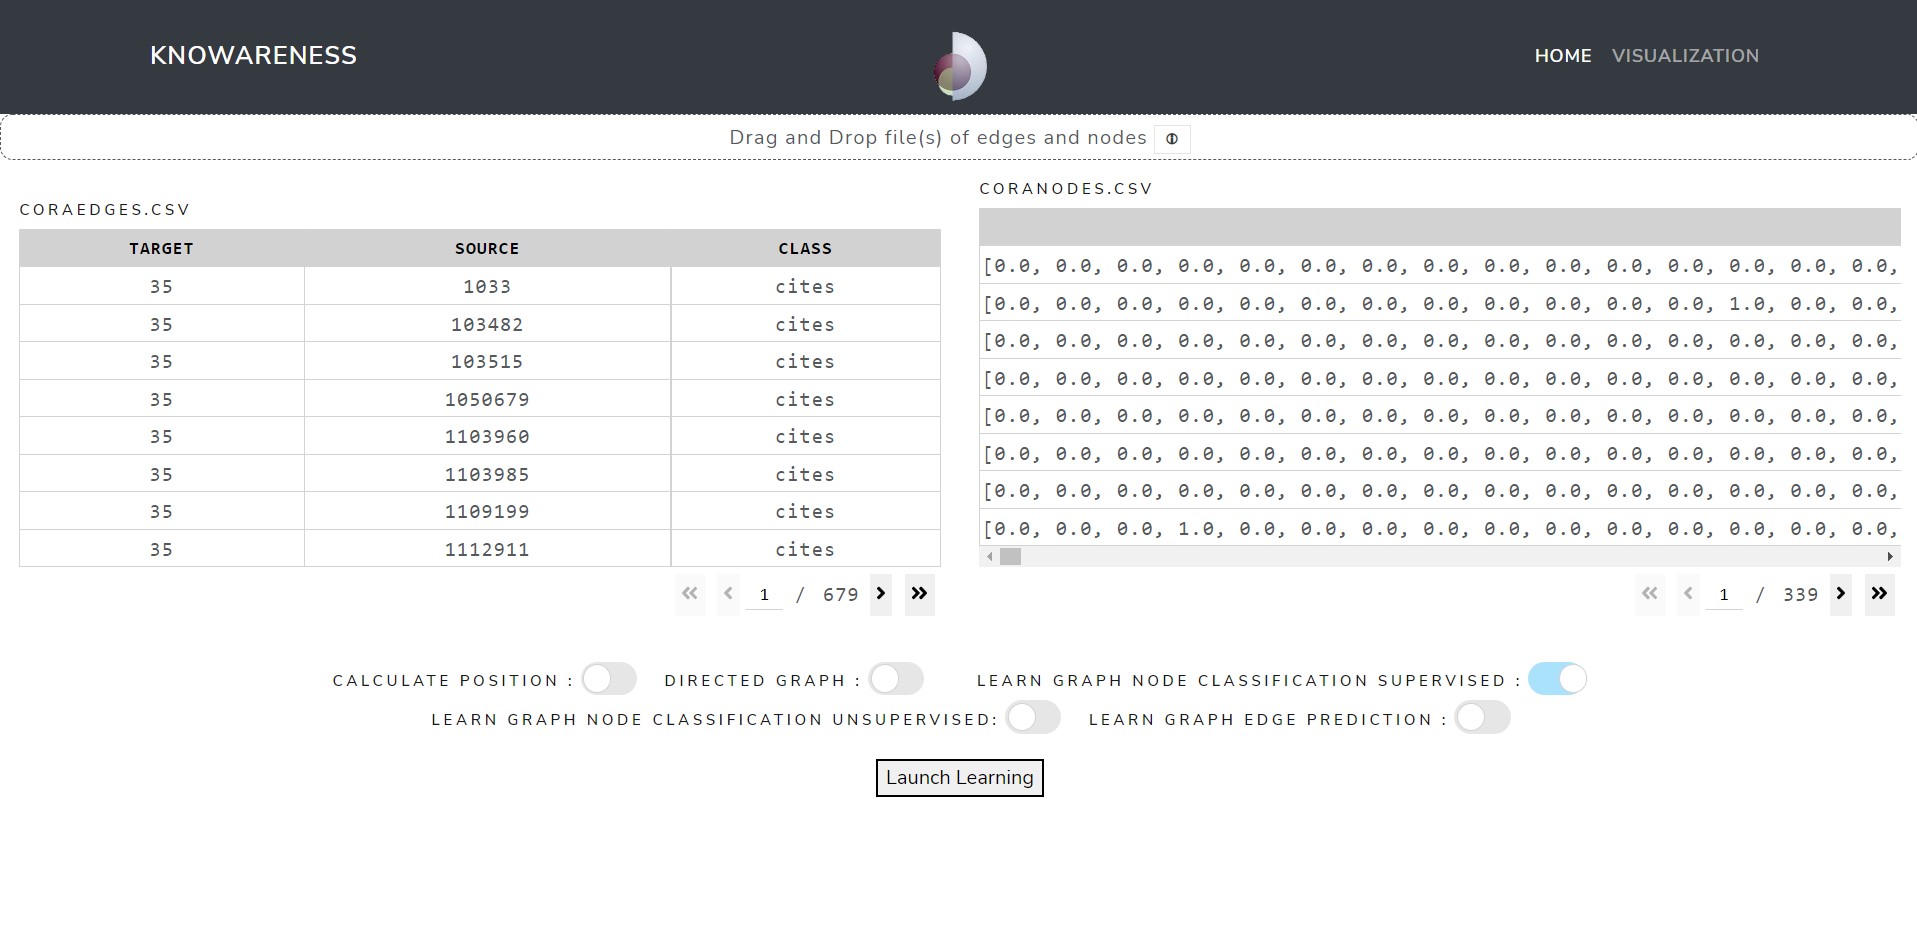 KNOWARENESS
HOME VISUALIZATION
Drag and Drop file(s) of edges and nodes
CORAEDGES.CSV
TARGET SOURCE CLASS
35 1033 cites
35 103482 cites
35 103515 cites
35 1050679 cites
35 1103960 cites
35 1103985 cites
35 1109199 cites
35 1112911 cites
1 / 679
CORANODES.CSV
[0.0, 0.0, 0.0, 0.0, 0.0, 0.0, 0.0, 0.0, 0.0, 0.0, 0.0, 0.0, 0.0, 0.0, 0.0,
[0.0, 0.0, 0.0, 0.0, 0.0, 0.0, 0.0, 0.0, 0.0, 0.0, 0.0, 0.0, 1.0, 0.0, 0.0,
[0.0, 0.0, 0.0, 0.0, 0.0, 0.0, 0.0, 0.0, 0.0, 0.0, 0.0, 0.0, 0.0, 0.0, 0.0,
[0.0, 0.0, 0.0, 0.0, 0.0, 0.0, 0.0, 0.0, 0.0, 0.0, 0.0, 0.0, 0.0, 0.0, 0.0,
[0.0, 0.0, 0.0, 0.0, 0.0, 0.0, 0.0, 0.0, 0.0, 0.0, 0.0, 0.0, 0.0, 0.0, 0.0,
[0.0, 0.0, 0.0, 0.0, 0.0, 0.0, 0.0, 0.0, 0.0, 0.0, 0.0, 0.0, 0.0, 0.0, 0.0,
[0.0, 0.0, 0.0, 0.0, 0.0, 0.0, 0.0, 0.0, 0.0, 0.0, 0.0, 0.0, 0.0, 0.0, 0.0,
[0.0, 0.0, 0.0, 1.0, 0.0, 0.0, 0.0, 0.0, 0.0, 0.0, 0.0, 0.0, 0.0, 0.0, 0.0,
1 / 339
CALCULATE POSITION : DIRECTED GRAPH : LEARN GRAPH NODE CLASSIFICATION SUPERVISED :
LEARN GRAPH NODE CLASSIFICATION UNSUPERVISED: LEARN GRAPH EDGE PREDICTION :
Launch Learning